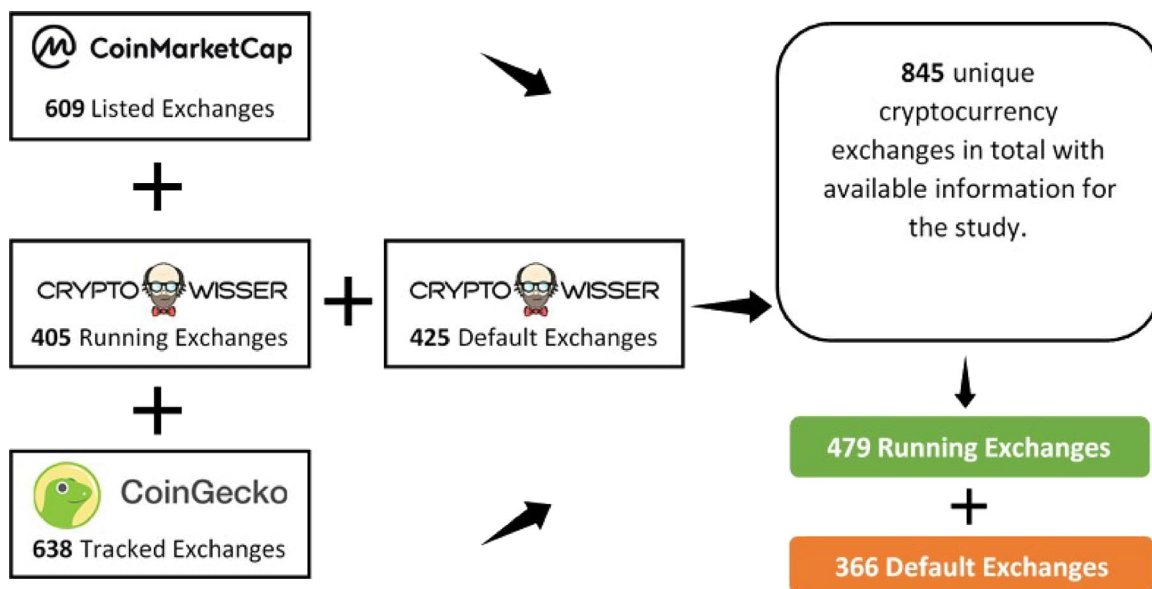 CoinMarketCap
609 Listed Exchanges
+
CRYPTO WISSER
405 Running Exchanges
+
CRYPTO WISSER
425 Default Exchanges
+
CoinGecko
638 Tracked Exchanges
845 unique
cryptocurrency
exchanges in total with
available information for
the study.
479 Running Exchanges
+
366 Default Exchanges